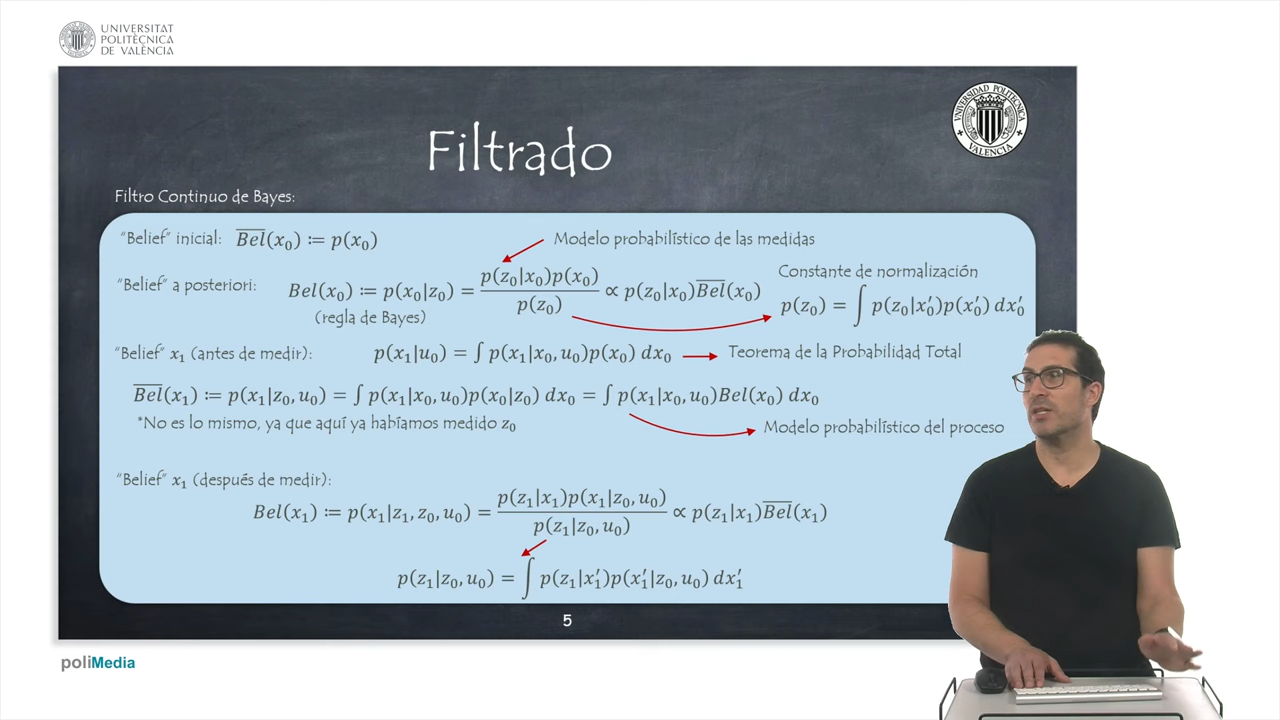 UNIVERSITAT
POLITÈCNICA
DE VALÈNCIA
UNIVERSIDAD POLITECNICA
VALENCIA
Filtrado
Filtro Continuo de Bayes:
"Belief" inicial: $\overline{Bel}(x_0) := p(x_0)$
Modelo probabilístico de las medidas
"Belief" a posteriori: $Bel(x_0) := p(x_0|z_0) = \frac{p(z_0|x_0)p(x_0)}{p(z_0)} \propto p(z_0|x_0)\overline{Bel}(x_0)$
(regla de Bayes)
Constante de normalización
$p(z_0) = \int p(z_0|x_0')p(x_0')\,dx_0'$
"Belief" $x_1$ (antes de medir): $p(x_1|u_0) = \int p(x_1|x_0,u_0)p(x_0)\,dx_0$ Teorema de la Probabilidad Total
$\overline{Bel}(x_1) := p(x_1|z_0,u_0) = \int p(x_1|x_0,u_0)p(x_0|z_0)\,dx_0 = \int p(x_1|x_0,u_0)Bel(x_0)\,dx_0$
*No es lo mismo, ya que aquí ya habíamos medido $z_0$
Modelo probabilístico del proceso
"Belief" $x_1$ (después de medir):
$Bel(x_1) := p(x_1|z_1,z_0,u_0) = \frac{p(z_1|x_1)p(x_1|z_0,u_0)}{p(z_1|z_0,u_0)} \propto p(z_1|x_1)\overline{Bel}(x_1)$
$p(z_1|z_0,u_0) = \int p(z_1|x_1')p(x_1'|z_0,u_0)\,dx_1'$
5
poliMedia